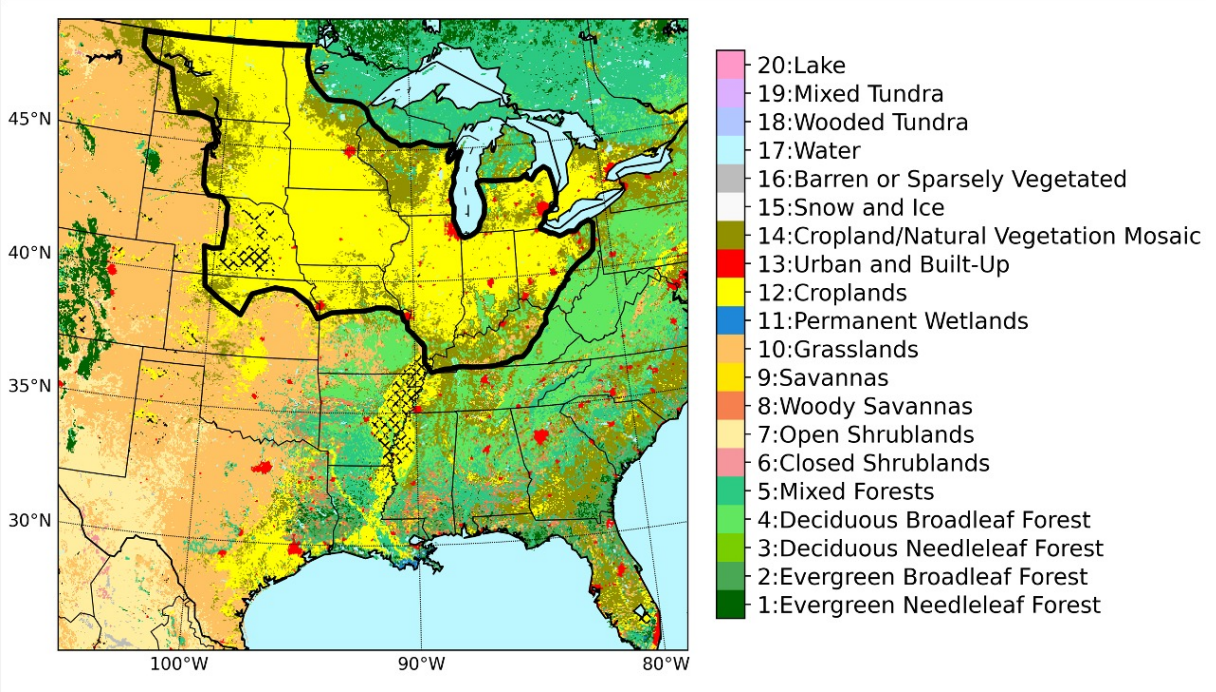 45°N
40°N
35°N
30°N
100°W
90°W
80°W
20:Lake
19:Mixed Tundra
18:Wooded Tundra
17:Water
16:Barren or Sparsely Vegetated
15:Snow and Ice
14:Cropland/Natural Vegetation Mosaic
13:Urban and Built-Up
12:Croplands
11:Permanent Wetlands
10:Grasslands
9:Savannas
8:Woody Savannas
7:Open Shrublands
6:Closed Shrublands
5:Mixed Forests
4:Deciduous Broadleaf Forest
3:Deciduous Needleleaf Forest
2:Evergreen Broadleaf Forest
1:Evergreen Needleleaf Forest